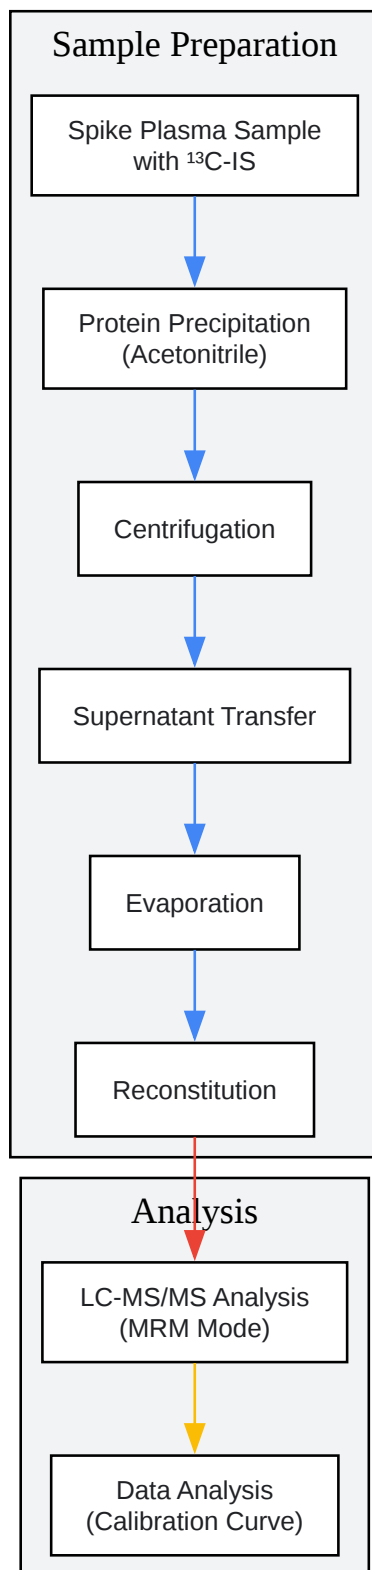 Sample Preparation
Spike Plasma Sample
with ¹³C-IS
Protein Precipitation
(Acetonitrile)
Centrifugation
Supernatant Transfer
Evaporation
Reconstitution
Analysis
LC-MS/MS Analysis
(MRM Mode)
Data Analysis
(Calibration Curve)